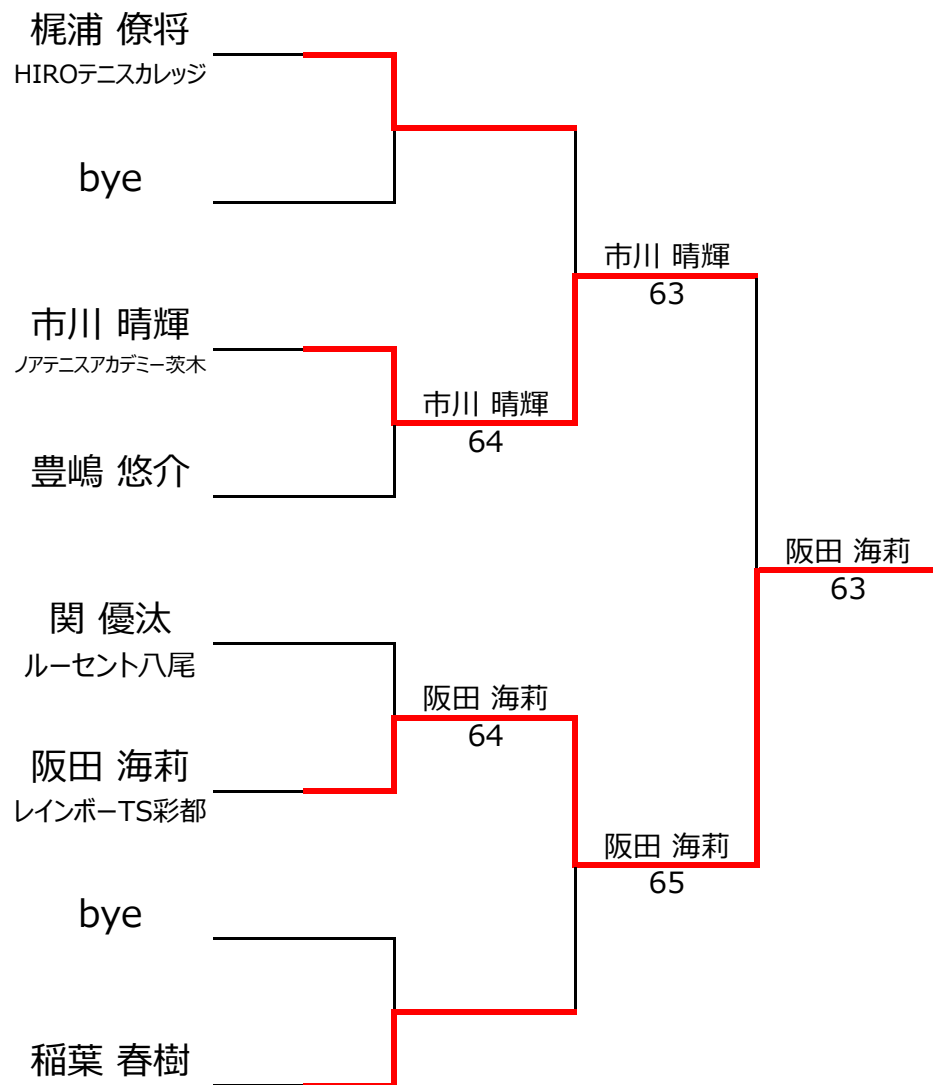 梶浦 僚将
HIROテニスカレッジ
bye
市川 晴輝
63
市川 晴輝
ノアテニスアカデミー茨木
市川 晴輝
64
豊嶋 悠介
阪田 海莉
63
関 優汰
ルーセント八尾
阪田 海莉
64
阪田 海莉
レインボーTS彩都
阪田 海莉
65
bye
稲葉 春樹